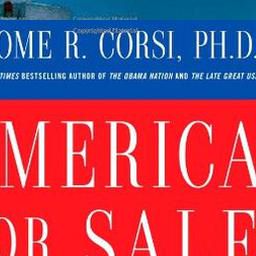 OME R. CORSI, PH.D.
TIMES BESTSELLING AUTHOR OF THE OBAMA NATION AND THE LATE GREAT US
MERICA
OR SALE